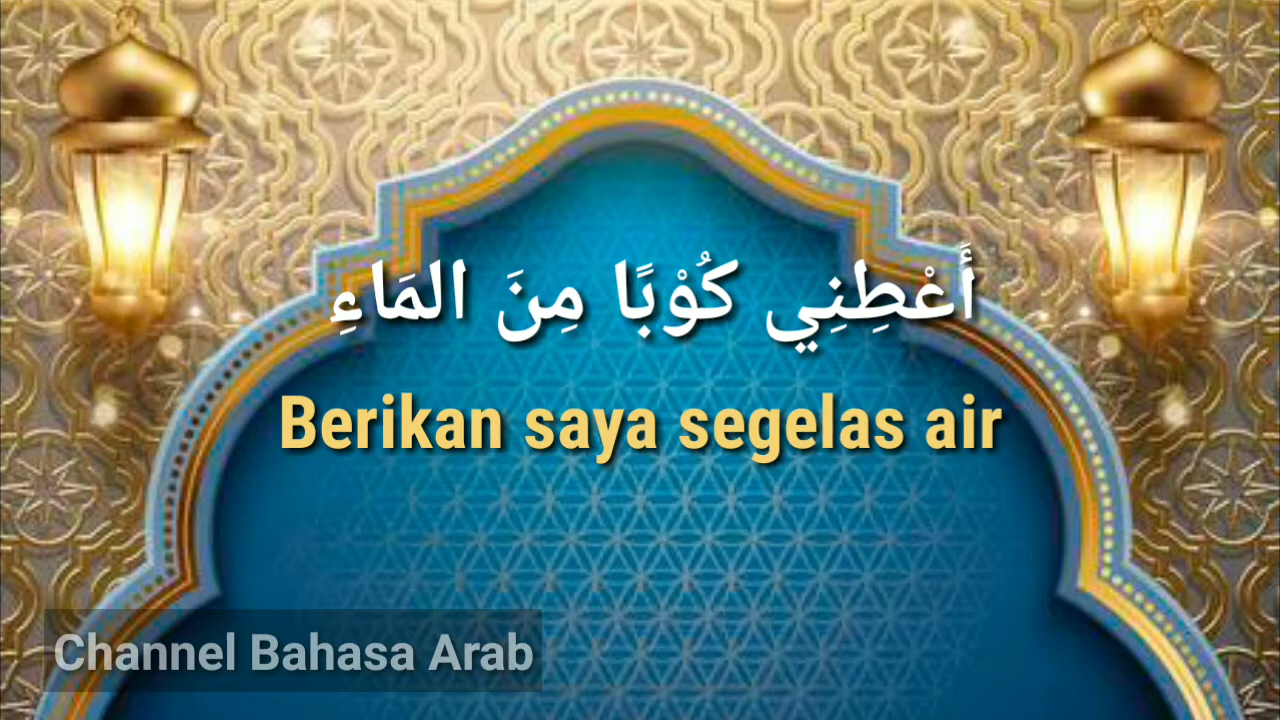 أَعْطِنِي كُوْبًا مِنَ المَاءِ
Berikan saya segelas air
Channel Bahasa Arab